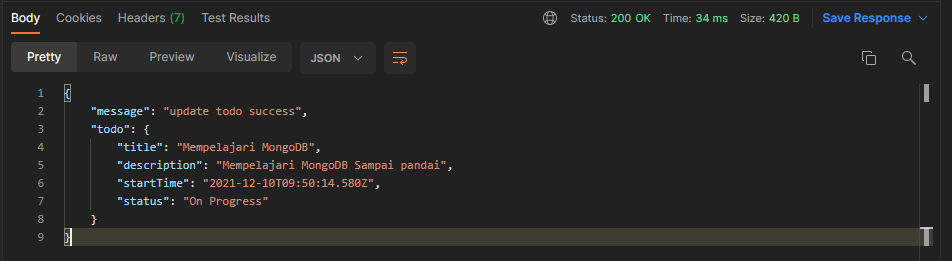 Body Cookies Headers (7) Test Results Status: 200 OK Time: 34 ms Size: 420 B Save Response
Pretty Raw Preview Visualize JSON
1 {
2 "message": "update todo success",
3 "todo": {
4 "title": "Mempelajari MongoDB",
5 "description": "Mempelajari MongoDB Sampai pandai",
6 "startTime": "2021-12-10T09:50:14.580Z",
7 "status": "On Progress"
8 }
9 }